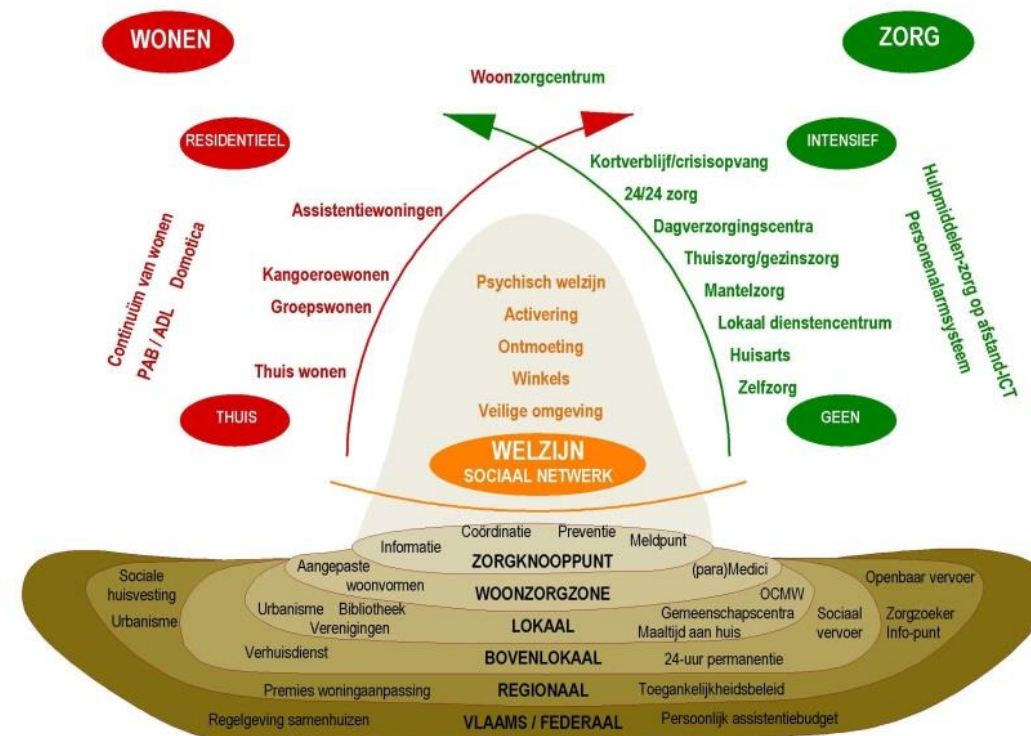 WONEN
ZORG
Woonzorgcentrum
RESIDENTIEEL
INTENSIEF
Kortverblijf/crisisopvang
24/24 zorg
Assistentiewoningen
Dagverzorgingscentra
Thuiszorg/gezinszorg
Kangoeroewonen
Groepswonen
Mantelzorg
Lokaal dienstencentrum
Huisarts
Thuis wonen
Zelfzorg
Continuüm van wonen
PAB / ADL Domotica
Hulpmiddelen-zorg op afstand-ICT
Personenalarmsysteem
Psychisch welzijn
Activering
Ontmoeting
Winkels
Veilige omgeving
THUIS
GEEN
WELZIJN
SOCIAAL NETWERK
Informatie
Coördinatie
Preventie
Meldpunt
ZORGKNOOPPUNT
Aangepaste
woonvormen
(para)Medici
WOONZORGZONE
Sociale
huisvesting
Urbanisme
Openbaar vervoer
Zorgzoeker
Info-punt
Urbanisme Bibliotheek
Verenigingen
OCMW
Gemeenschapscentra
Maaltijd aan huis
LOKAAL
Sociaal
vervoer
Verhuisdienst
BOVENLOKAAL
24-uur permanentie
Premies woningaanpassing
REGIONAAL
Toegankelijkheidsbeleid
Regelgeving samenhuizen
VLAAMS / FEDERAAL
Persoonlijk assistentiebudget